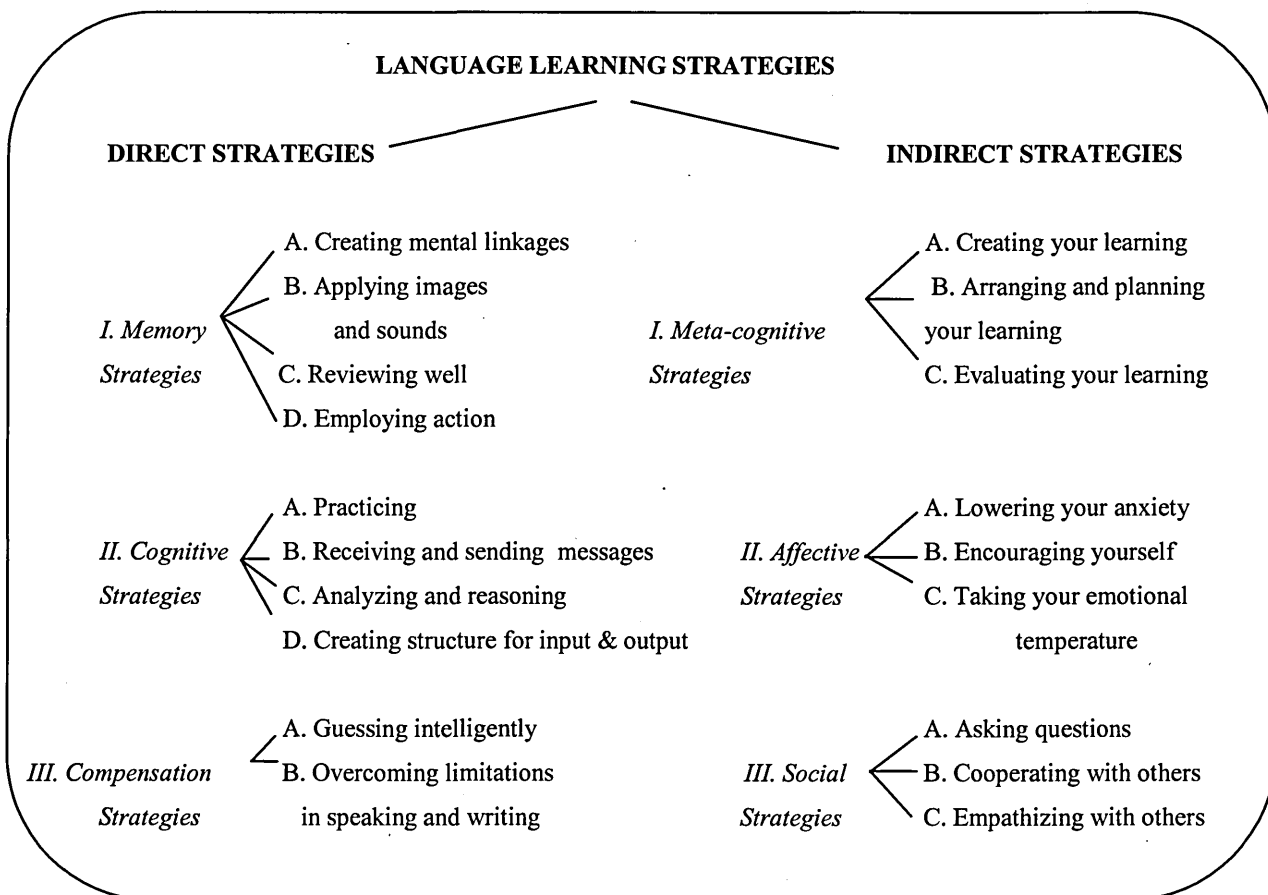 LANGUAGE LEARNING STRATEGIES
DIRECT STRATEGIES
A. Creating mental linkages
B. Applying images
and sounds
I. Memory
Strategies
C. Reviewing well
D. Employing action
A. Practicing
II. Cognitive
B. Receiving and sending messages
Strategies
C. Analyzing and reasoning
D. Creating structure for input & output
A. Guessing intelligently
III. Compensation
B. Overcoming limitations
Strategies
in speaking and writing
INDIRECT STRATEGIES
A. Creating your learning
B. Arranging and planning
I. Meta-cognitive
your learning
Strategies
C. Evaluating your learning
A. Lowering your anxiety
II. Affective
B. Encouraging yourself
Strategies
C. Taking your emotional
temperature
A. Asking questions
III. Social
B. Cooperating with others
Strategies
C. Empathizing with others